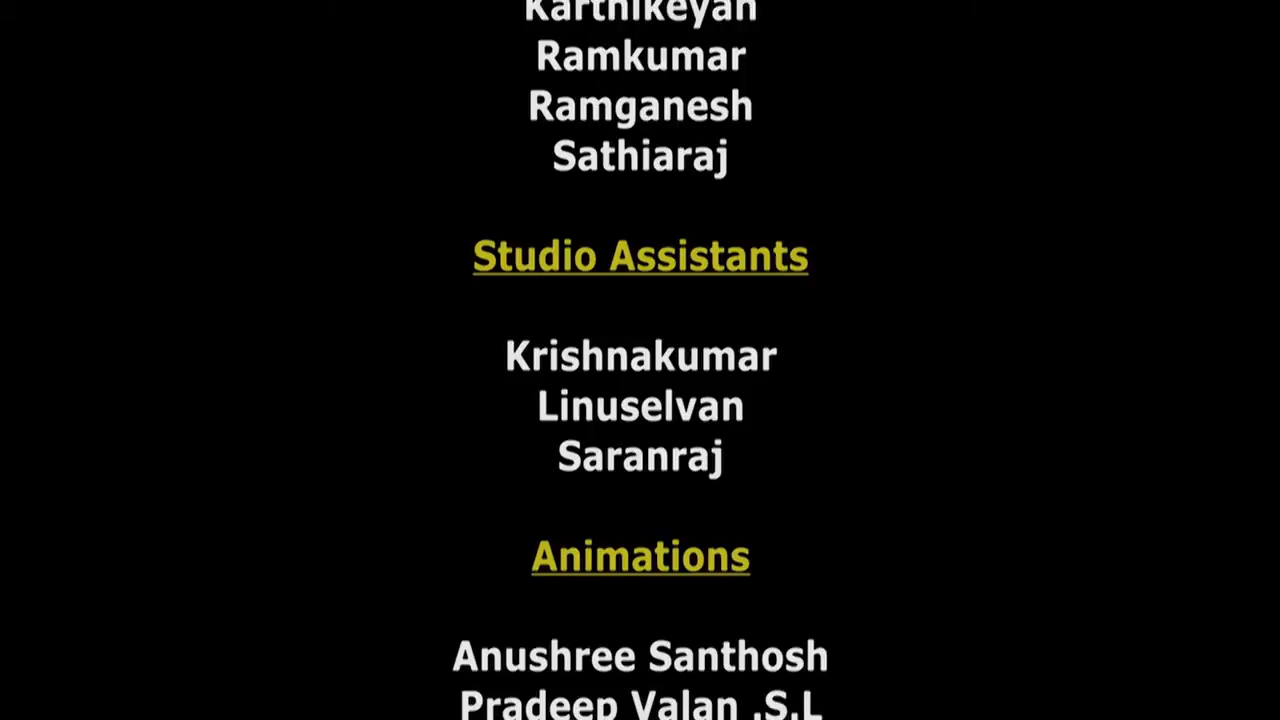 Karthikeyan
Ramkumar
Ramganesh
Sathiaraj
Studio Assistants
Krishnakumar
Linuselvan
Saranraj
Animations
Anushree Santhosh
Pradeep Valan .S.L